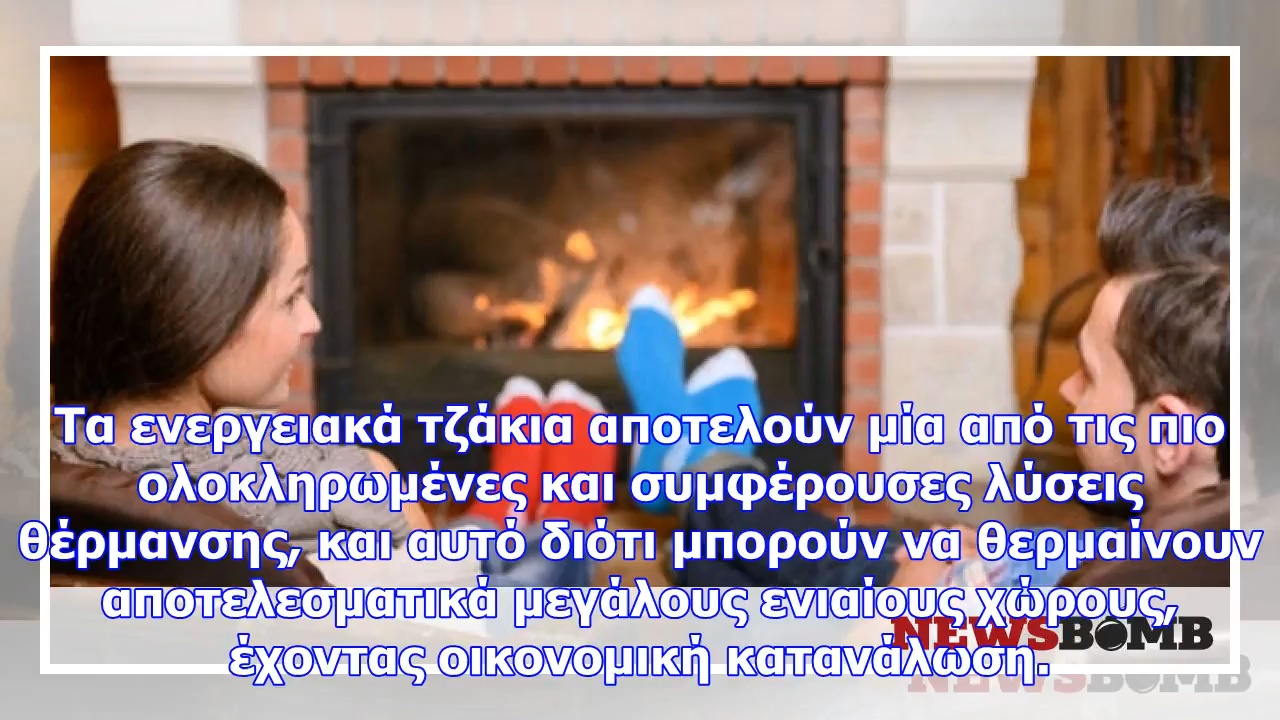 Τα ενεργειακά τζάκια αποτελούν μία από τις πιο
ολοκληρωμένες και συμφέρουσες λύσεις
θέρμανσης, και αυτό διότι μπορούν να θερμαίνουν
αποτελεσματικά μεγάλους ενιαίους χώρους,
έχοντας οικονομική κατανάλωση.
NEWSBOMB
NEWSBOMB